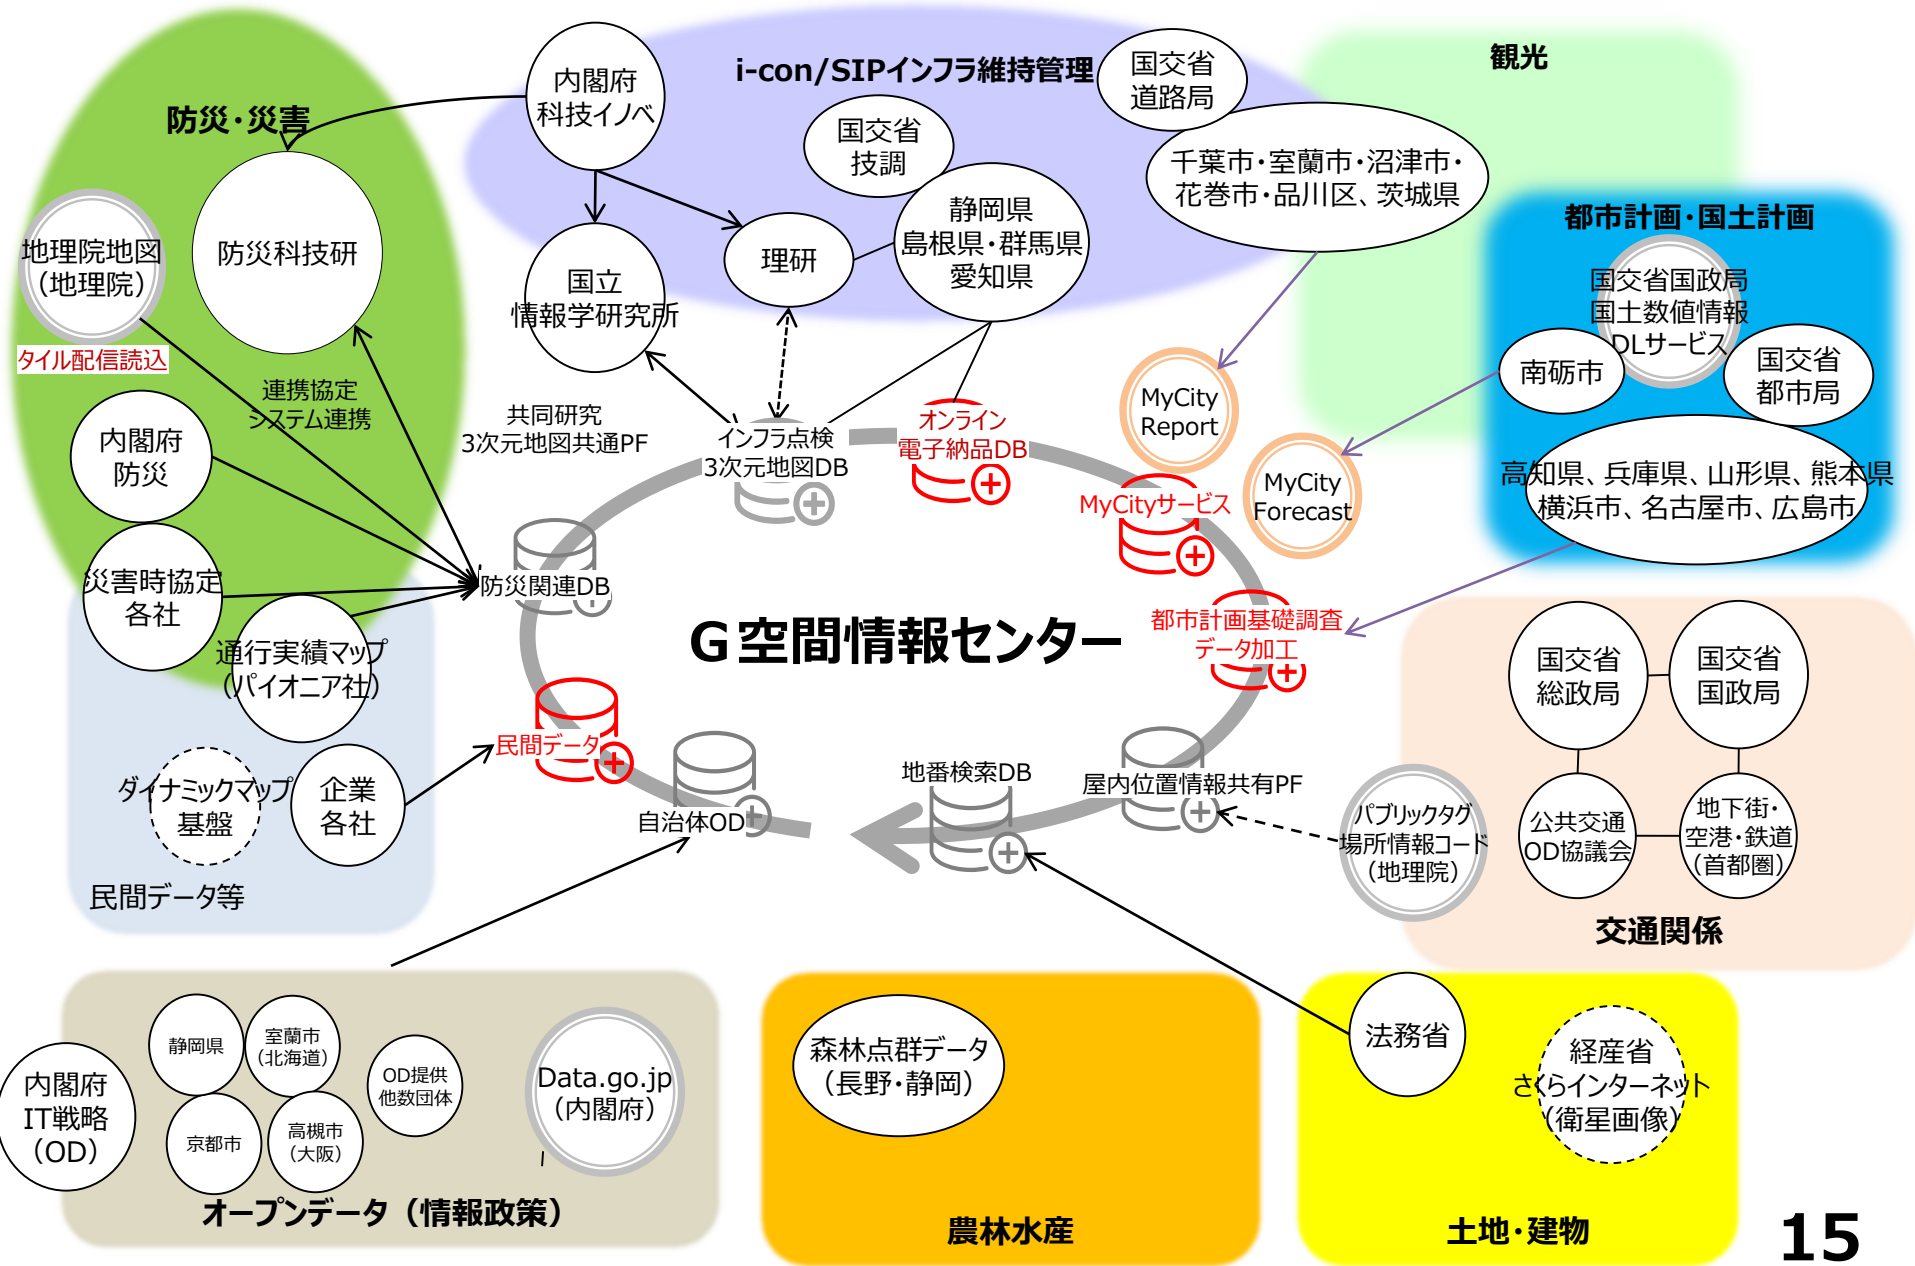 i-con/SIPインフラ維持管理
観光
防災・災害
内閣府
科技イノベ
国交省
道路局
国交省
技調
千葉市・室蘭市・沼津市・
花巻市・品川区、茨城県
地理院地図
（地理院）
タイル配信読込
防災科技研
国立
情報学研究所
理研
静岡県
島根県・群馬県
愛知県
都市計画・国土計画
国交省国政局
国土数値情報
DLサービス
南砺市
国交省
都市局
高知県、兵庫県、山形県、熊本県
横浜市、名古屋市、広島市
連携協定
システム連携
内閣府
防災
災害時協定
各社
通行実績マップ
（パイオニア社）
共同研究
3次元地図共通PF
インフラ点検
3次元地図DB
オンライン
電子納品DB
MyCity
Report
MyCity
Forecast
MyCityサービス
防災関連DB
G空間情報センター
都市計画基礎調査
データ加工
民間データ
自治体OD
地番検索DB
屋内位置情報共有PF
ダイナミックマップ
基盤
企業
各社
民間データ等
パブリックタグ
場所情報コード
（地理院）
国交省
総政局
国交省
国政局
公共交通
OD協議会
地下街・
空港・鉄道
（首都圏）
交通関係
内閣府
IT戦略
（OD）
静岡県
室蘭市
（北海道）
京都市
高槻市
（大阪）
OD提供
他数団体
Data.go.jp
（内閣府）
オープンデータ（情報政策）
森林点群データ
（長野・静岡）
農林水産
法務省
経産省
さくらインターネット
（衛星画像）
土地・建物
15